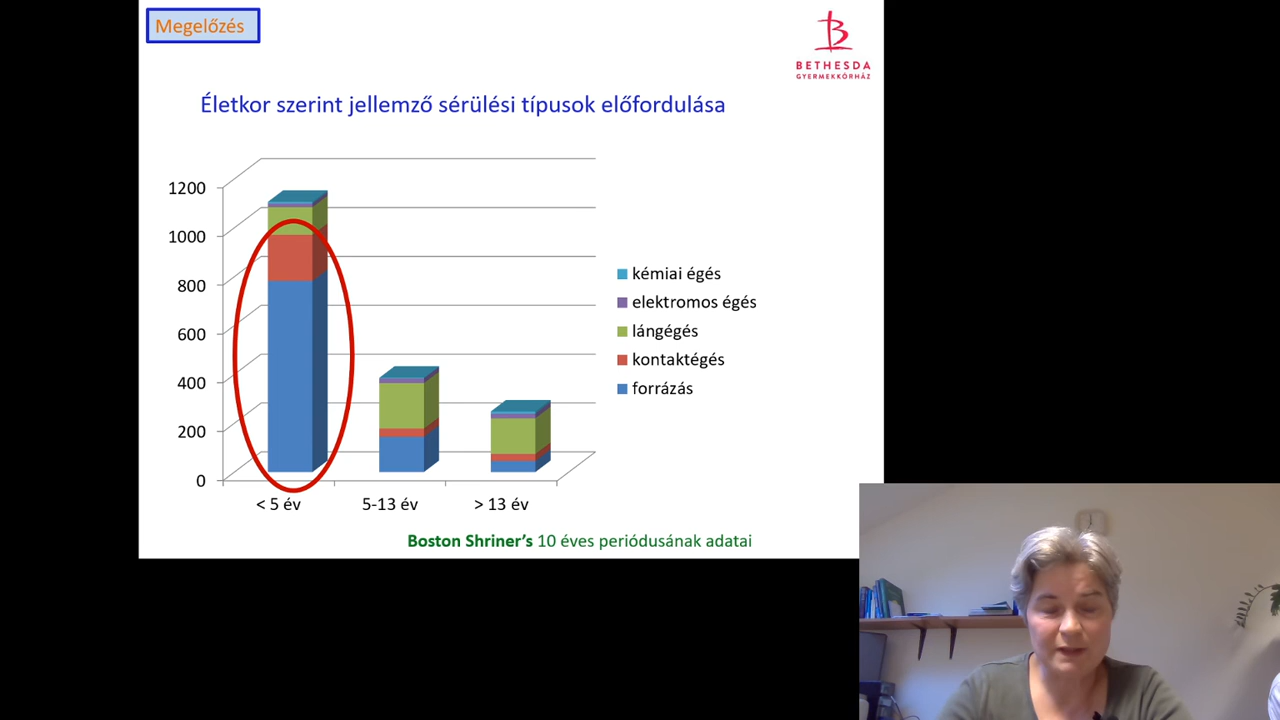 Megelőzés
BETHESDA
GYERMEKKÓRHÁZ
Életkor szerint jellemző sérülési típusok előfordulása
1200
1000
800
600
400
200
0
< 5 év
5-13 év
> 13 év
kémiai égés
elektromos égés
lángégés
kontaktégés
forrázás
Boston Shriner's 10 éves periódusának adatai